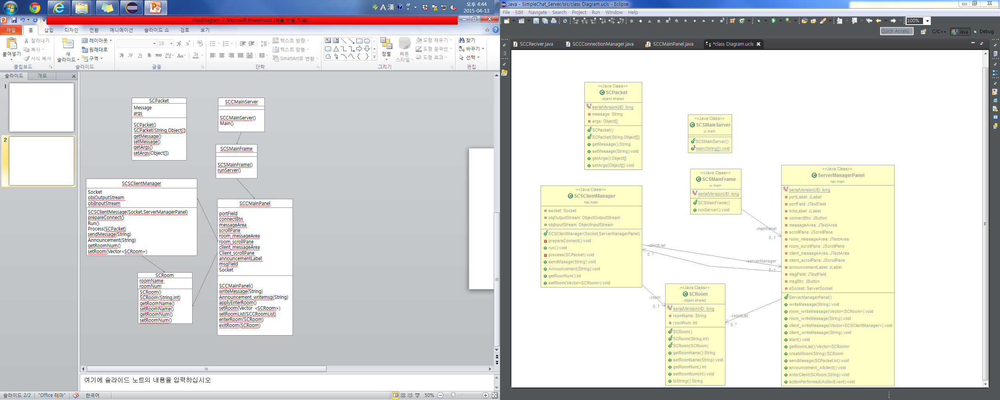 오후 4:44
2015-04-13
classDiagram - Microsoft PowerPoint (제품 인증 실패)
파일 홈 삽입 디자인 전환 애니메이션 슬라이드 쇼 검토 보기
붙여넣기
잘라내기
복사
서식 복사
클립보드
새
슬라이드
레이아웃
원래대로
구역
슬라이드
18
글꼴
텍스트 방향
텍스트 맞춤
SmartArt로 변환
단락
정렬
빠른
스타일
도형 채우기
도형 윤곽선
도형 효과
그리기
찾기
바꾸기
선택
편집
슬라이드 개요
1
2
SCPacket
Message
args
SCPacket()
SCPacket(String,Object[])
getMessage()
setMessage()
getArgs()
setArgs(Object[])
SCCMainServer
SCCMainServer()
Main()
SCSMainFrame
SCSMainFrame()
runServer()
SCSClientManager
Socket
objOutputStream
objInputStream
SCSClientMessage(Socket,ServerManagerPanel)
prepareConnect()
Run()
Process(SCPacket)
sendMessage(String)
Announcement(String)
getRoomNum()
setRoom(Vector<SCRoom>)
SCCMainPanel
portField
connectBtn
messageArea
scrollPane
room_messageArea
room_scrollPane
client_messageArea
Client_scrollPane
announcementLabel
msgField
Socket
SCCMainPanel()
writeMessage(String)
Announcement_writemsg(String)
applyEnterRoom()
setRoom(Vector <SCRoom>)
setRoomList(SCCRoomList)
enterRoom(SCRoom)
exitRoom(SCRoom)
SCRoom
roomName
roomNum
SCRoom()
SCRoom(String,int)
getRoomName()
setRoomName()
getRoomNum()
setRoomNum()
여기에 슬라이드 노트의 내용을 입력하십시오
슬라이드 2/2 "Office 테마" 한국어 50%
Java - SimpleChat_Server/src/class Diagram.ucls - Eclipse
File Edit Navigate Search Project Run Window Help
100%
Quick Access C/C++ Java Debug
SCCReciver.java SCCConnectionManager.java SCCMainPanel.java *class Diagram.ucls
<<Java Class>>
SCPacket
object.shared
serialVersionUID: long
message: String
args: Object[]
SCPacket()
SCPacket(String,Object[])
getMessage():String
setMessage(String):void
getArgs():Object[]
setArgs(Object[]):void
<<Java Class>>
SCSMainServer
ui.main
SCSMainServer()
main(String[]):void
<<Java Class>>
SCSMainFrame
ui.main
serialVersionUID: long
SCSMainFrame()
runServer():void
<<Java Class>>
SCSClientManager
net.main
socket: Socket
objOutputStream: ObjectOutputStream
objInputStream: ObjectInputStream
SCSClientManager(Socket,ServerManagerPanel)
prepareConnect():void
run():void
process(SCPacket):void
sendMassge(String):void
Announcement(String):void
getRoonNum():int
setRoom(Vector<SCRoom>):void
-mainPanel
0..1
-clientList
0..*
-serverManager
0..1
-room
0..1
-roomList
0..*
<<Java Class>>
SCRoom
object.shared
serialVersionUID: long
roomName: String
roomNum: int
SCRoom()
SCRoom(String,int)
SCRoom(SCRoom)
getRoomName():String
setRoomName(String):void
getRoomNum():int
setRoomNum(int):void
toString():String
<<Java Class>>
ServerManagerPanel
net.main
serialVersionUID: long
portLabel: JLabel
portField: JTextField
infoLabel: JLabel
connectBtn: JButton
messageArea: JTextArea
scrollPane: JScrollPane
room_messageArea: JTextArea
room_scrollPane: JScrollPane
client_messageArea: JTextArea
client_scrollPane: JScrollPane
announcementLabel: JLabel
msgField: JTextField
msgBtn: JButton
sSocket: ServerSocket
ServerManagerPanel()
writeMessage(String):void
room_writeMessage(Vector<SCRoom>):void
room_writeMessage(String):void
client_writeMessage(Vector<SCSClientManager>):void
client_writeMessage(String):void
start():void
getRoomList():Vector<SCRoom>
createRoom(String):SCRoom
sendMessge(SCPacket,int):void
announcement_Allclient():void
enterClient(SCRoom,String):void
actionPerformed(ActionEvent):void